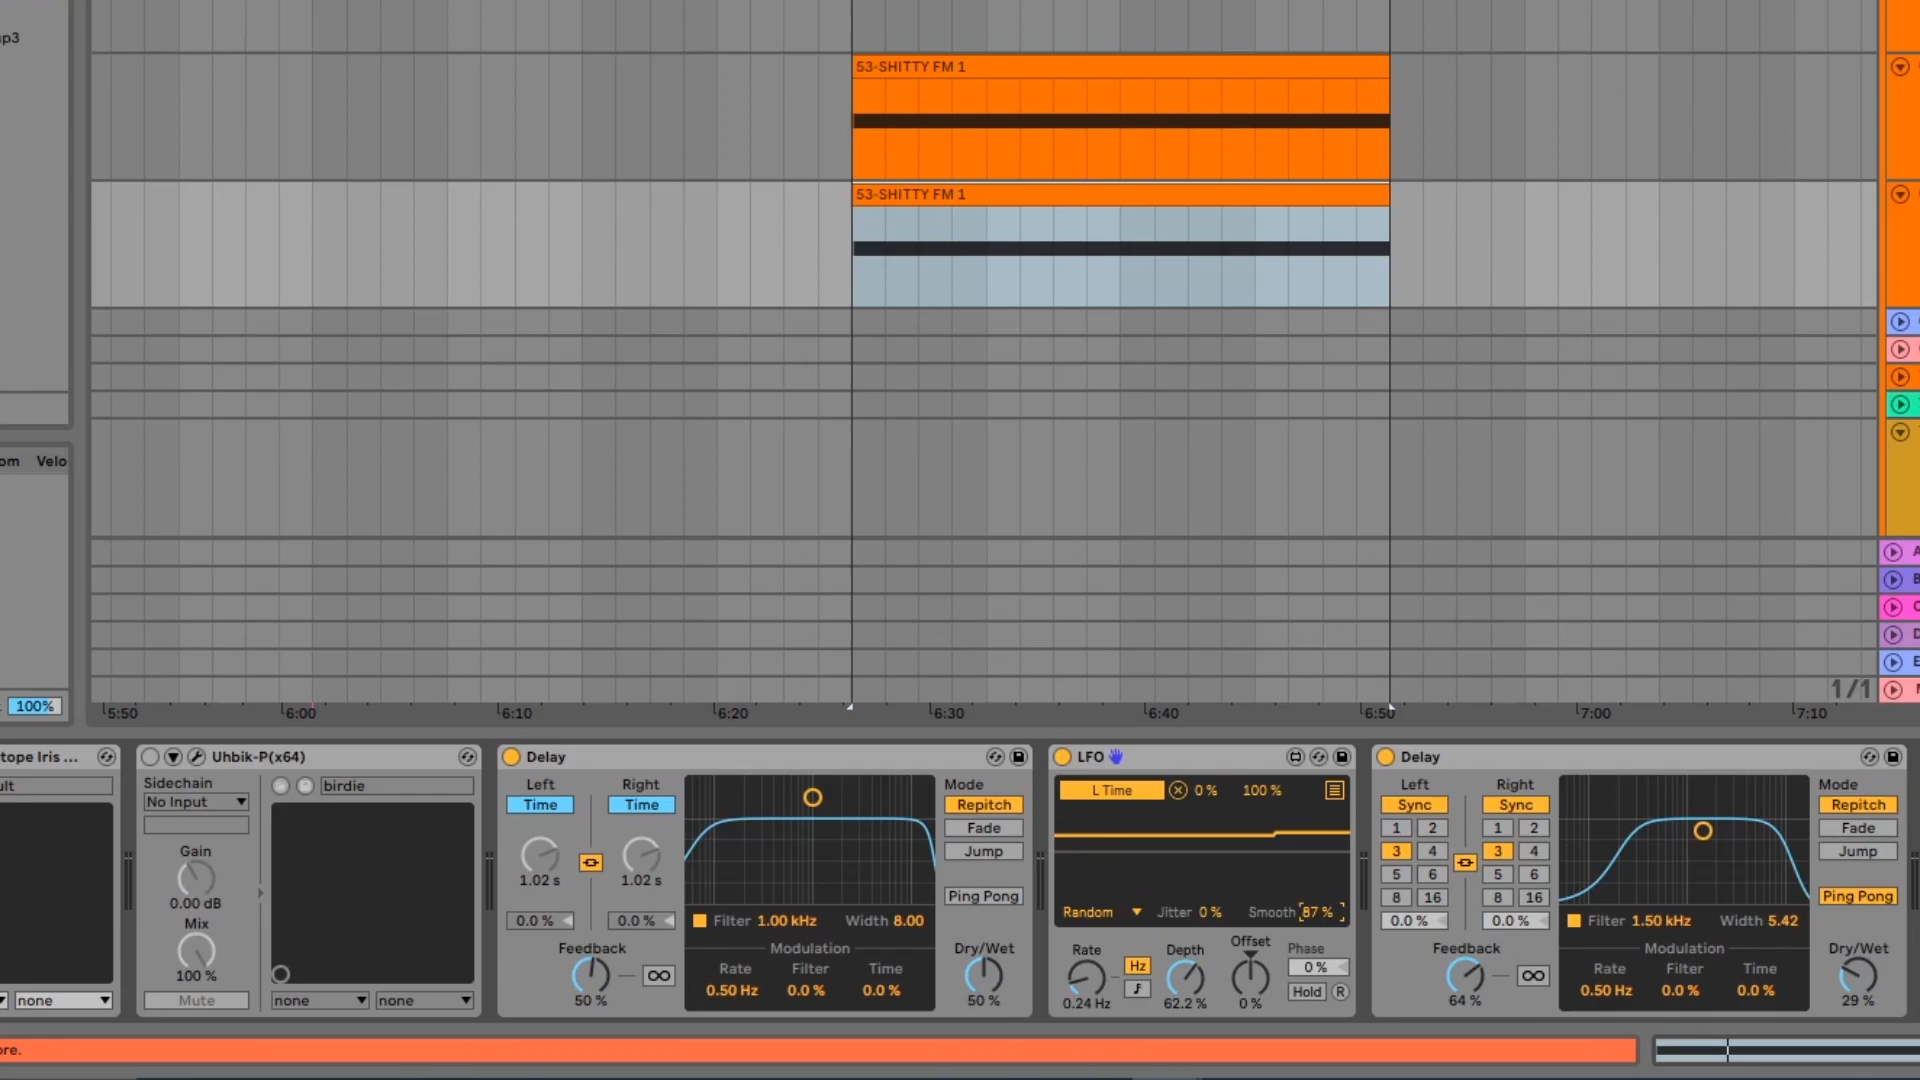 ıp3
53-SHITTY FM 1
53-SHITTY FM 1
om Velo
1/1
100%
5:50 6:00 6:10 6:20 6:30 6:40 6:50 7:00 7:10
A
B
C
D
E
M
tope Iris ...
ult
none
Uhbik-P(x64)
Sidechain
No Input
birdie
Gain
0.00 dB
Mix
100 %
Mute
none
none
Delay
Left Right
Time Time
1.02 s 1.02 s
0.0 % 0.0 %
Feedback
50 %
Filter 1.00 kHz Width 8.00
Modulation
Rate Filter Time
0.50 Hz 0.0 % 0.0 %
Mode
Repitch
Fade
Jump
Ping Pong
Dry/Wet
50 %
LFO
L Time 0 % 100 %
Random Jitter 0 % Smooth 87 %
Rate Depth Offset Phase
Hz
0 %
Hold R
0.24 Hz 62.2 % 0 %
Delay
Left Right
Sync Sync
1 2 1 2
3 4 3 4
5 6 5 6
8 16 8 16
0.0 % 0.0 %
Feedback
64 %
Filter 1.50 kHz Width 5.42
Modulation
Rate Filter Time
0.50 Hz 0.0 % 0.0 %
Mode
Repitch
Fade
Jump
Ping Pong
Dry/Wet
29 %
ore.